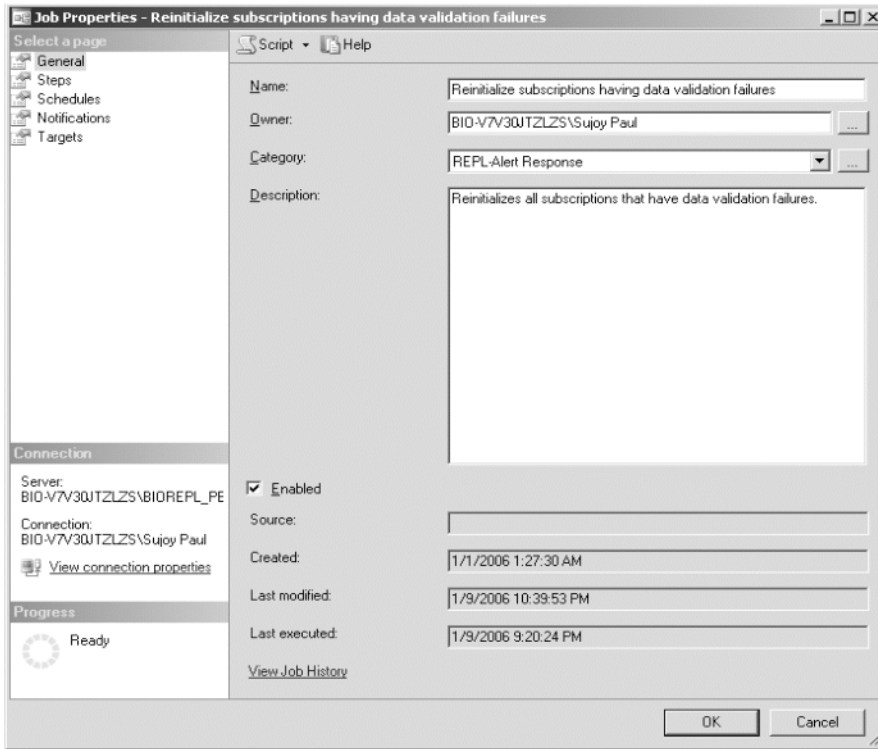 Job Properties - Reinitialize subscriptions having data validation failures
Select a page
General
Steps
Schedules
Notifications
Targets
Script
Help
Name:
Reinitialize subscriptions having data validation failures
Owner:
BIO-V7V30JTZLZS\Sujoy Paul
...
Category:
REPL-Alert Response
...
Description:
Reinitializes all subscriptions that have data validation failures.
Connection
Server:
BIO-V7V30JTZLZS\BIOREPL_PE
Connection:
BIO-V7V30JTZLZS\Sujoy Paul
View connection properties
Progress
Ready
Enabled
Source:
Created:
1/1/2006 1:27:30 AM
Last modified:
1/9/2006 10:39:53 PM
Last executed:
1/9/2006 9:20:24 PM
View Job History
OK
Cancel